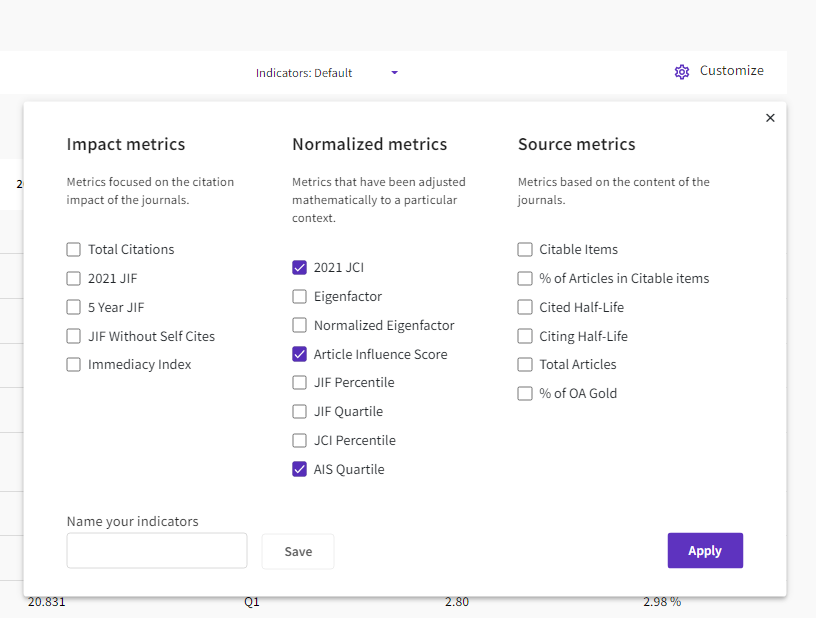 Indicators: Default
Customize
Impact metrics
Metrics focused on the citation
impact of the journals.
Total Citations
2021 JIF
5 Year JIF
JIF Without Self Cites
Immediacy Index
Normalized metrics
Metrics that have been adjusted
mathematically to a particular
context.
2021 JCI
Eigenfactor
Normalized Eigenfactor
Article Influence Score
JIF Percentile
JIF Quartile
JCI Percentile
AIS Quartile
Source metrics
Metrics based on the content of the
journals.
Citable Items
% of Articles in Citable items
Cited Half-Life
Citing Half-Life
Total Articles
% of OA Gold
Name your indicators
Save
Apply
20.831
Q1
2.80
2.98 %